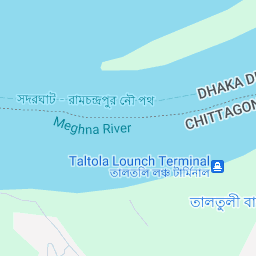 DHAKA D
সদরঘাট - রামচন্দ্রপুর নৌ পথ
CHITTAGON
Meghna River
Taltola Lounch Terminal
তালতলি লঞ্চ টার্মিনাল
তালতুলী বা